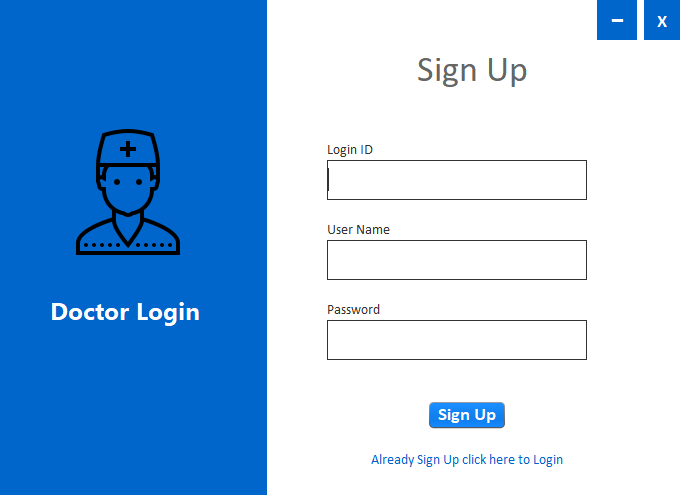 – X
Sign Up
Login ID
User Name
Password
Doctor Login
Sign Up
Already Sign Up click here to Login